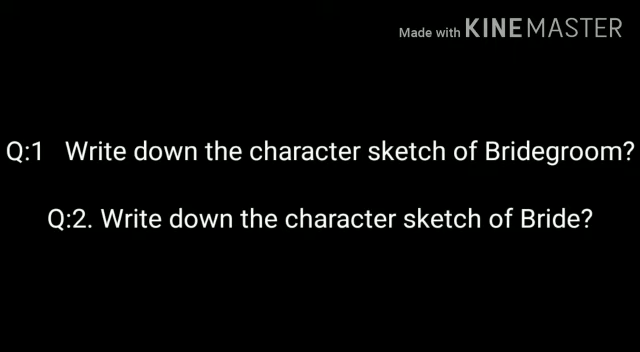 Made with KINEMASTER
Q:1 Write down the character sketch of Bridegroom?
Q:2. Write down the character sketch of Bride?